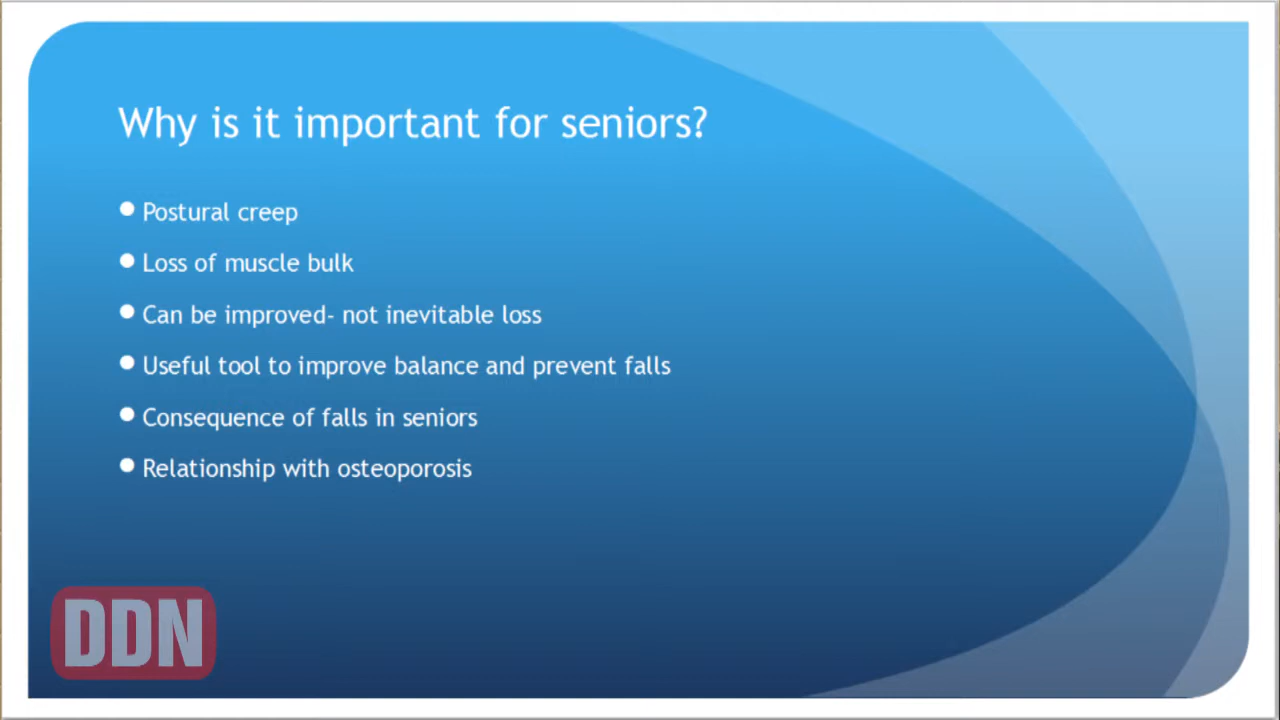 Why is it important for seniors?
Postural creep
Loss of muscle bulk
Can be improved- not inevitable loss
Useful tool to improve balance and prevent falls
Consequence of falls in seniors
Relationship with osteoporosis
DDN